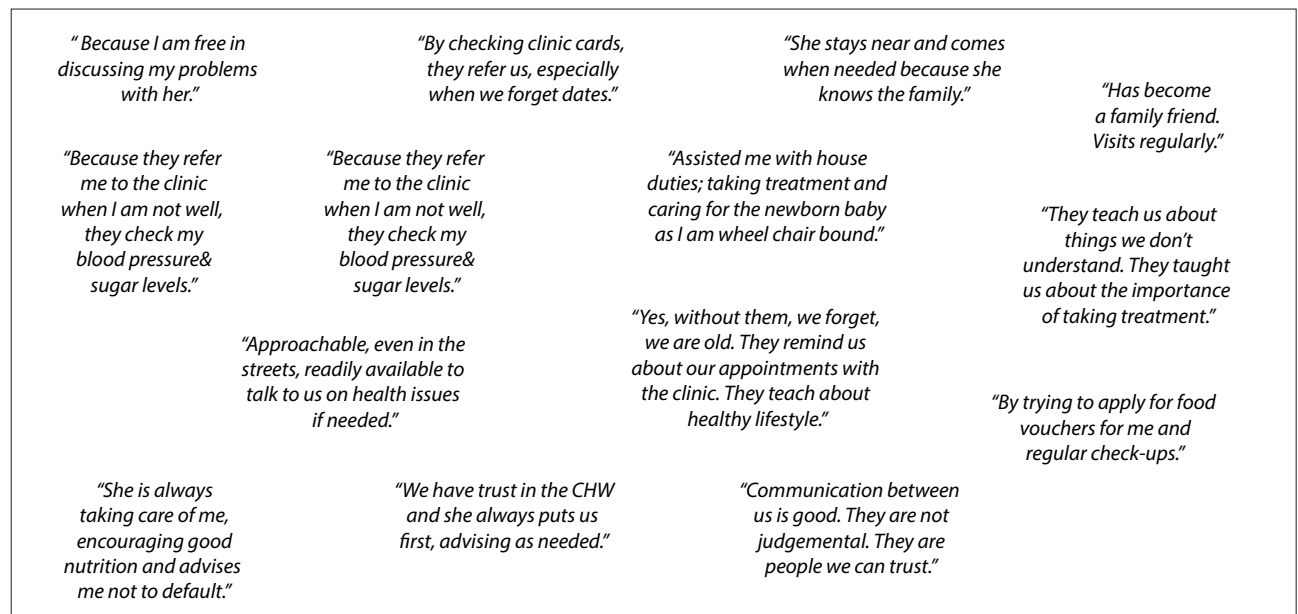 “ Because I am free in
discussing my problems
with her.”
“By checking clinic cards,
they refer us, especially
when we forget dates.”
“She stays near and comes
when needed because she
knows the family.”
“Has become
a family friend.
Visits regularly.”
“Because they refer
me to the clinic
when I am not well,
they check my
blood pressure&
sugar levels.”
“Because they refer
me to the clinic
when I am not well,
they check my
blood pressure&
sugar levels.”
“Assisted me with house
duties; taking treatment and
caring for the newborn baby
as I am wheel chair bound.”
“They teach us about
things we don’t
understand. They taught
us about the importance
of taking treatment.”
“Approachable, even in the
streets, readily available to
talk to us on health issues
if needed.”
“Yes, without them, we forget,
we are old. They remind us
about our appointments with
the clinic. They teach about
healthy lifestyle.”
“By trying to apply for food
vouchers for me and
regular check-ups.”
“She is always
taking care of me,
encouraging good
nutrition and advises
me not to default.”
“We have trust in the CHW
and she always puts us
first, advising as needed.”
“Communication between
us is good. They are not
judgemental. They are
people we can trust.”